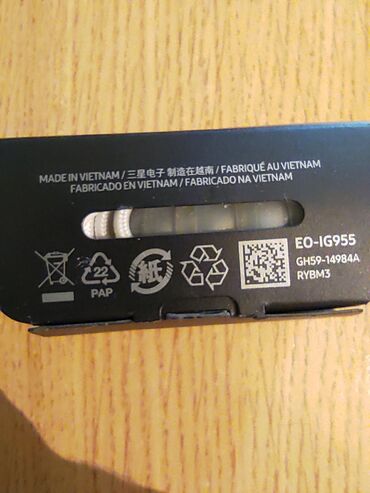 MADE IN VIETNAM / 三星电子 制造在越南 / FABRIQUÉ AU VIETNAM
FABRICADO EN VIETNAM / FABRICADO NA VIETNAM
22
PAP
紙
EO-IG955
GH59-14984A
RYBM3